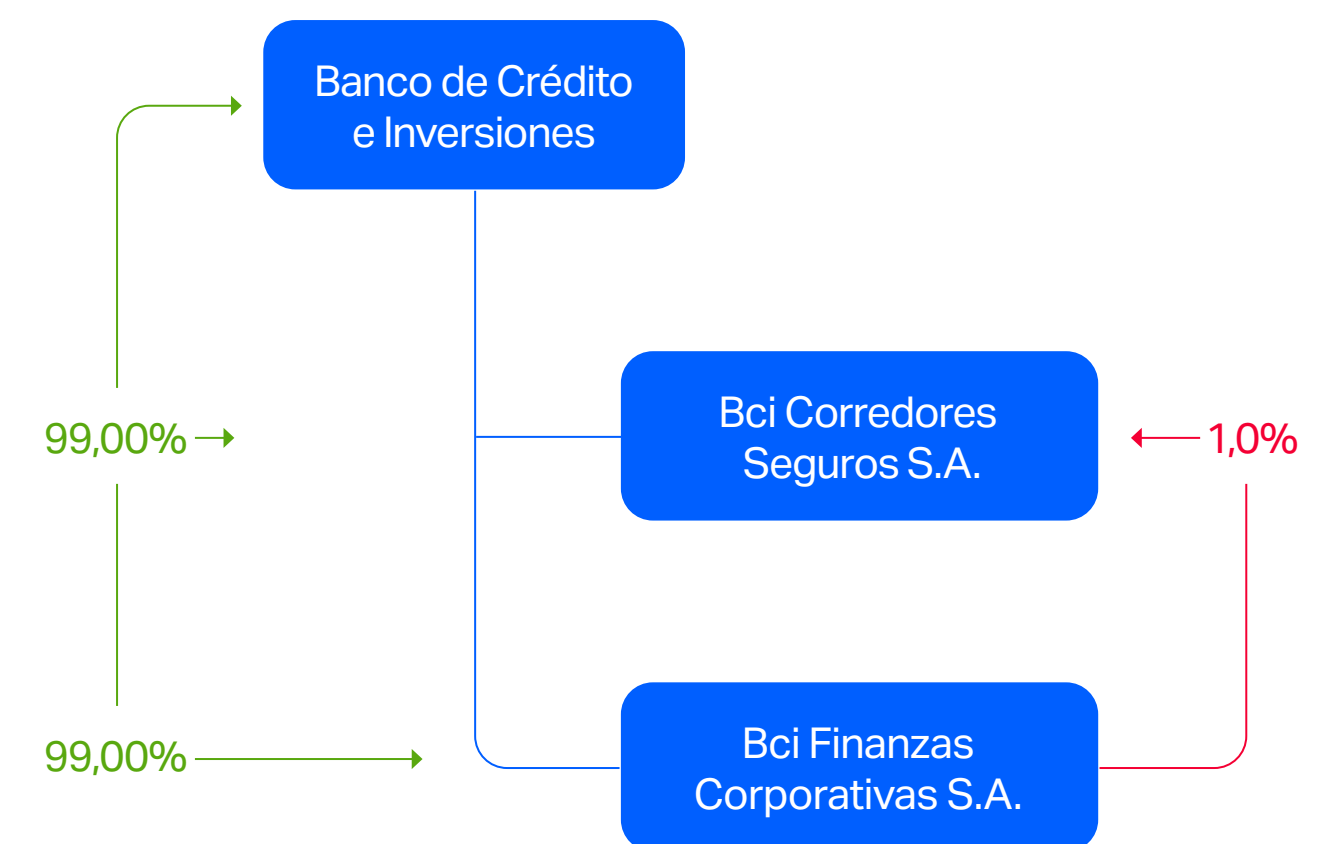 Banco de Crédito
e Inversiones
99,00%
Bci Corredores
Seguros S.A.
1,0%
99,00%
Bci Finanzas
Corporativas S.A.